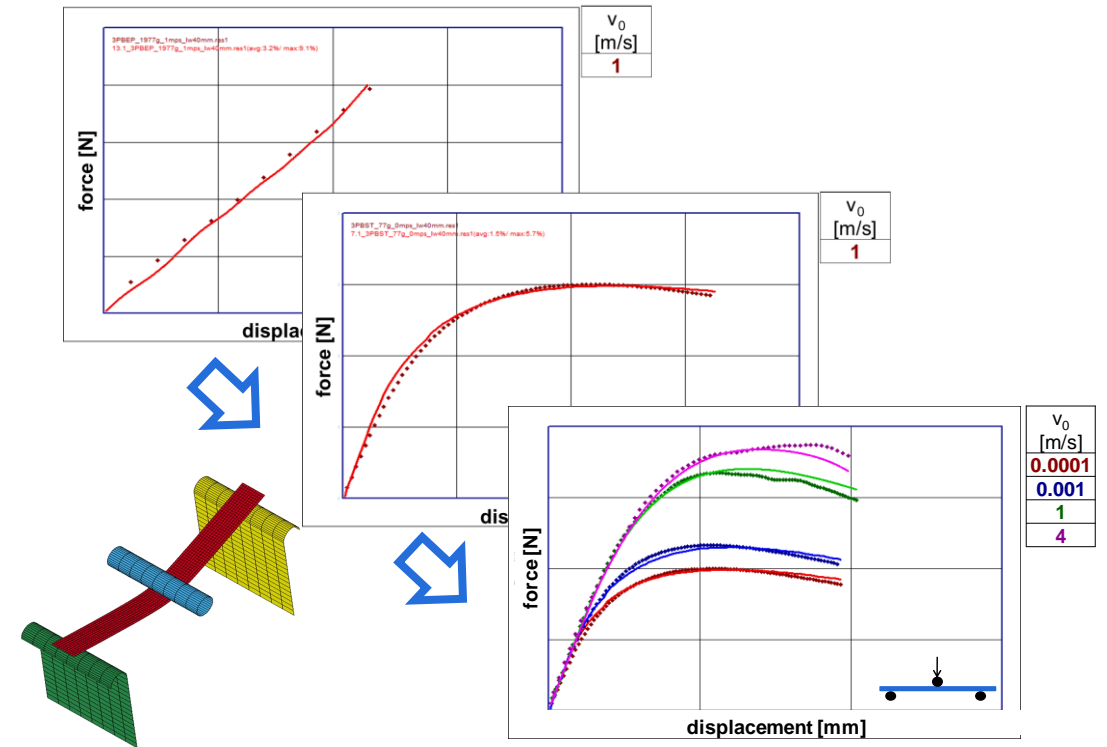 3PBEP_1977g_1mps_lw40mm.res1
13.1_3PBEP_1977g_1mps_lw40mm.res1(avg:3.2%/ max:9.1%)
v0
[m/s]
1
force [N]
displa
3PBST_77g_0mps_lw40mm.res1
7.1_3PBST_77g_0mps_lw40mm.res1(avg:1.5%/ max:5.7%)
v0
[m/s]
1
force [N]
dis
v0
[m/s]
0.0001
0.001
1
4
force [N]
displacement [mm]